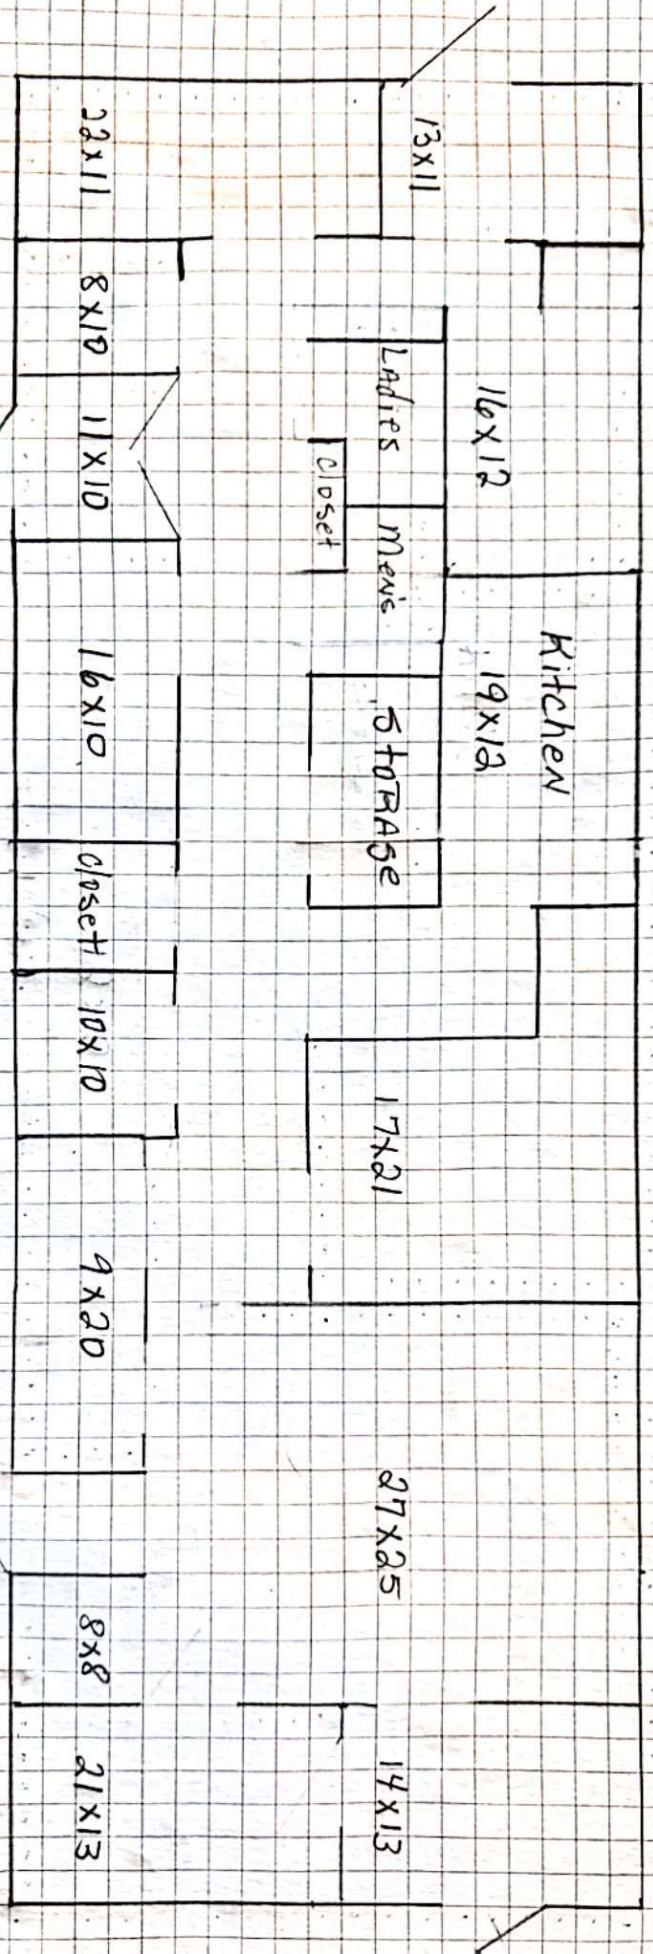 13x11
22x11
8x10
Ladies
16x12
11x10
closet
Men's
Kitchen
19x12
16x10
Storage
closet
10x10
17x21
9x20
27x25
8x8
14x13
21x13